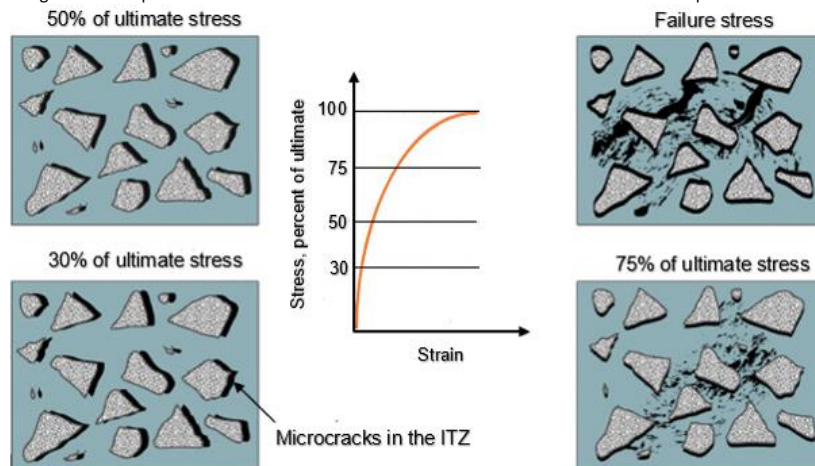 50% of ultimate stress
Failure stress
Stress, percent of ultimate
100
75
50
30
Strain
30% of ultimate stress
75% of ultimate stress
Microcracks in the ITZ